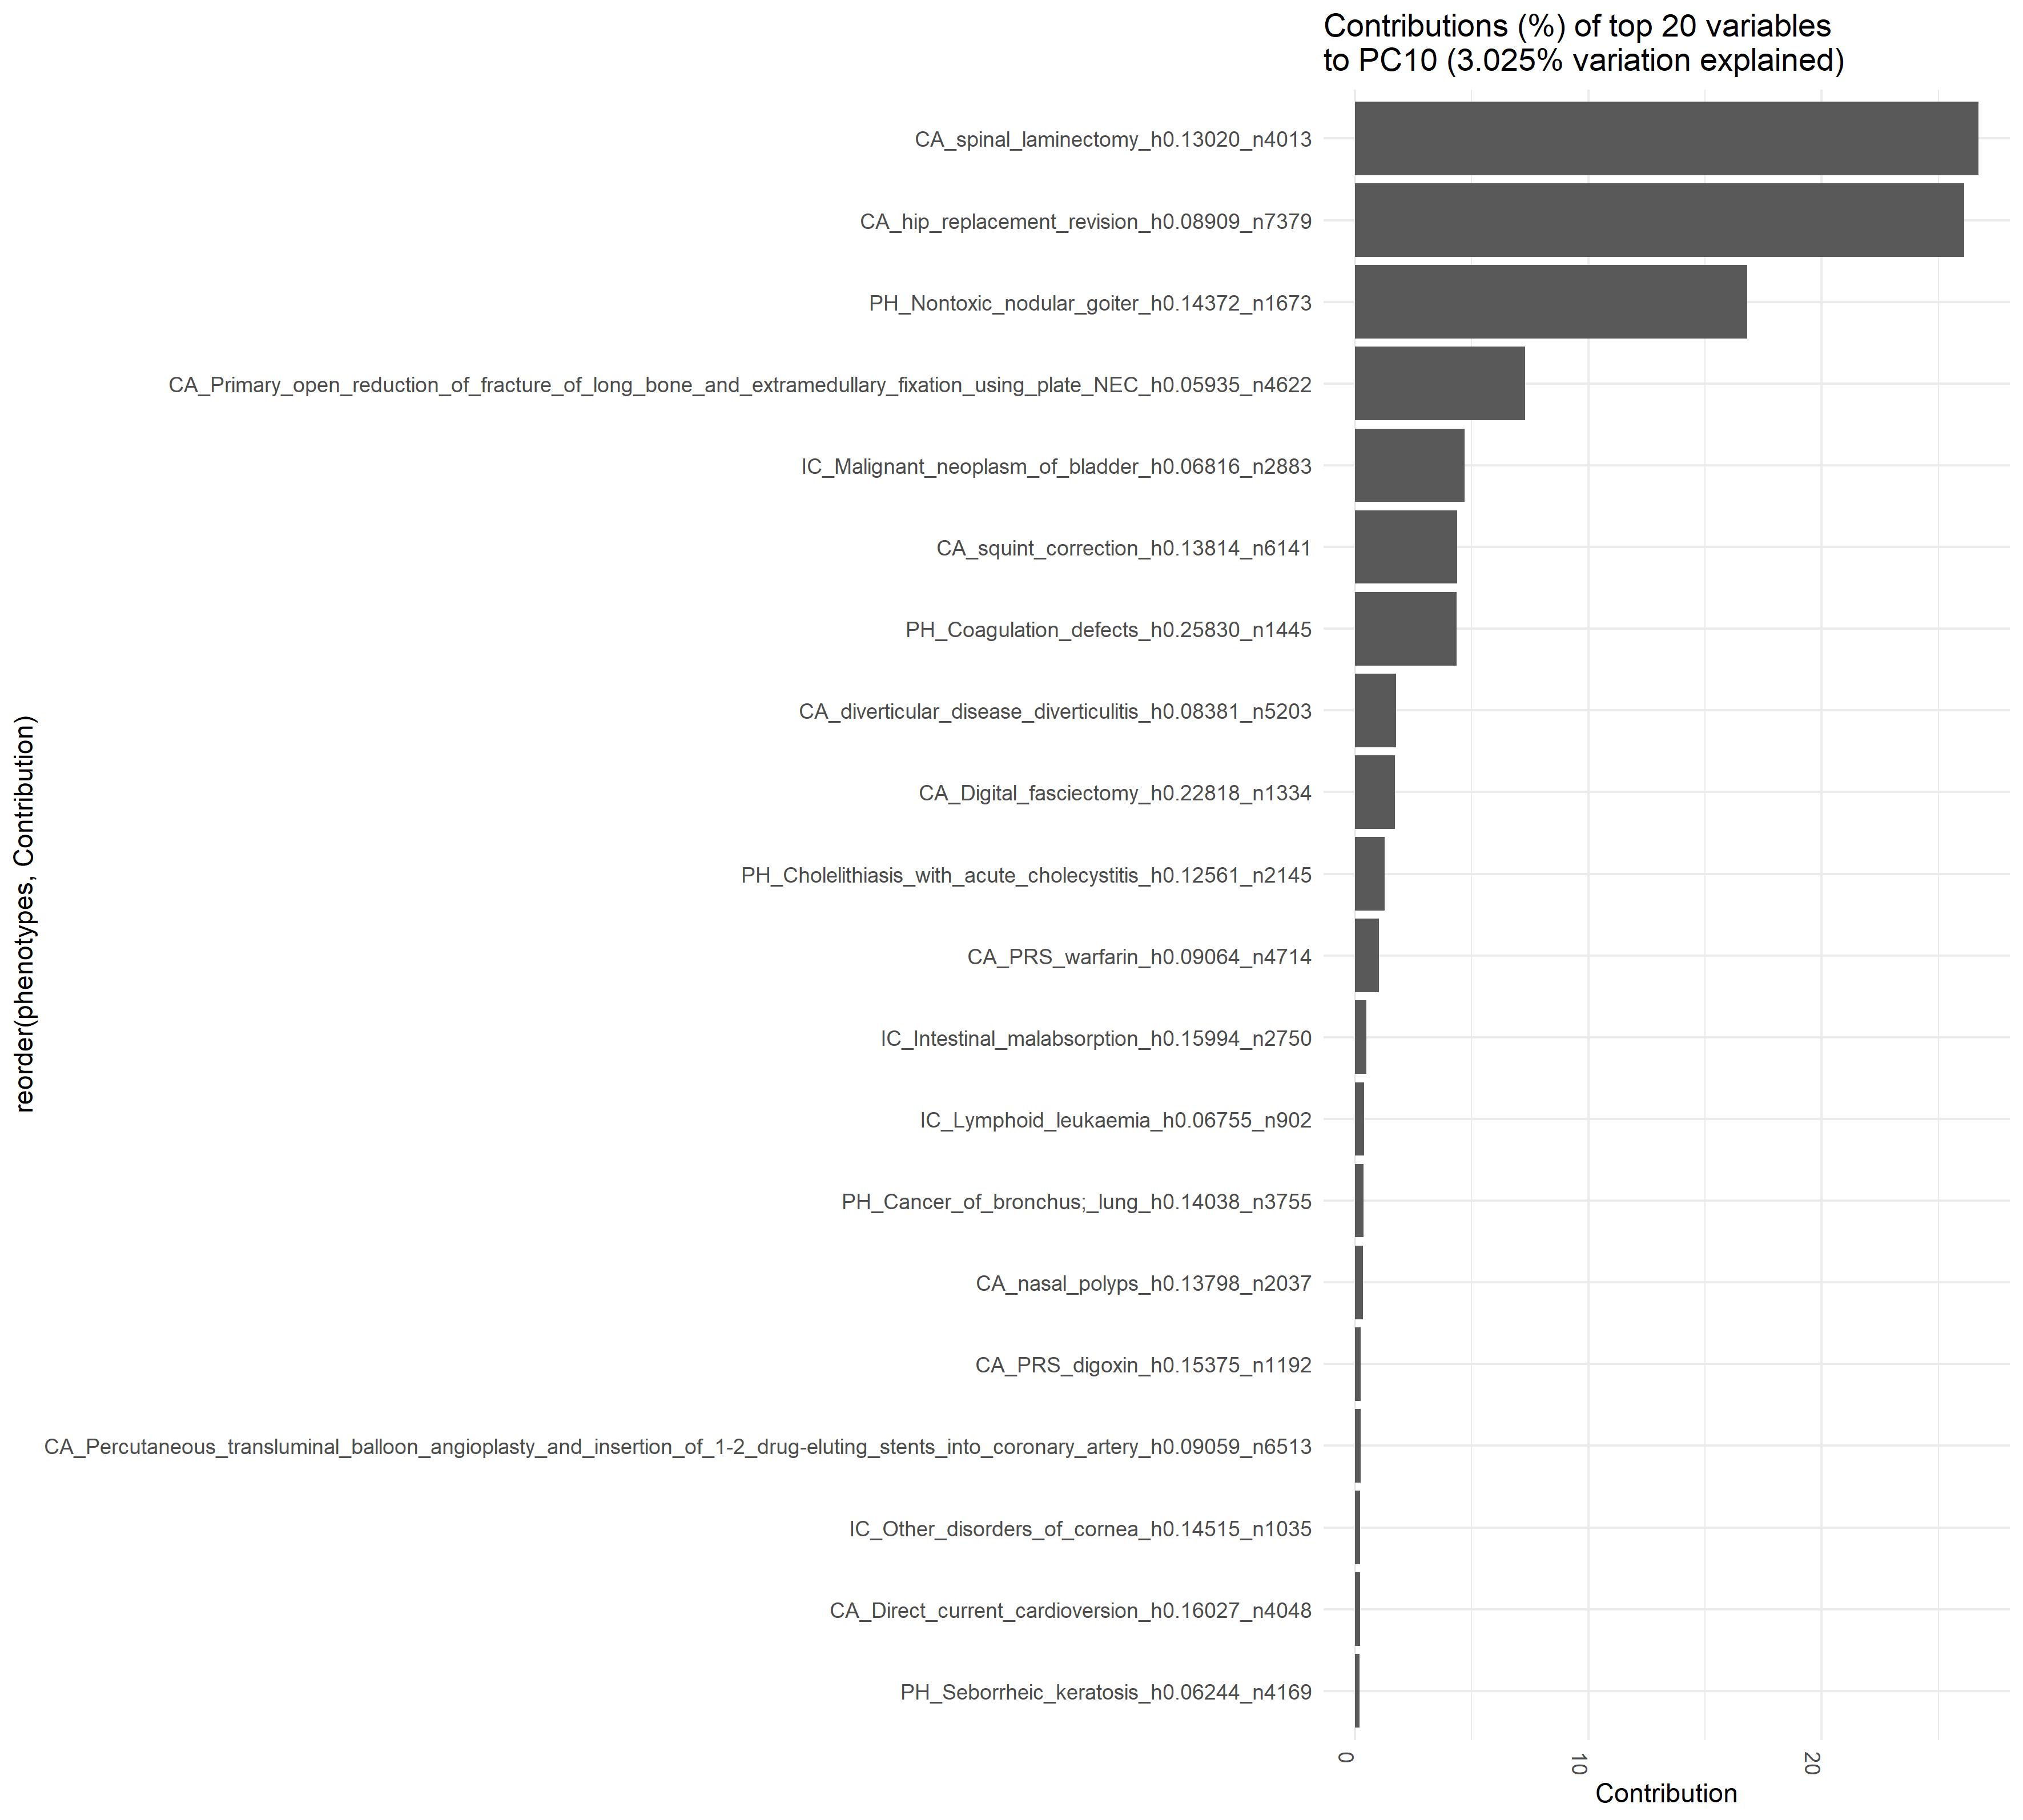 Contributions (%) of top 20 variables
to PC10 (3.025% variation explained)
CA_spinal_laminectomy_h0.13020_n4013
CA_hip_replacement_revision_h0.08909_n7379
PH_Nontoxic_nodular_goiter_h0.14372_n1673
CA_Primary_open_reduction_of_fracture_of_long_bone_and_extramedullary_fixation_using_plate_NEC_h0.05935_n4622
IC_Malignant_neoplasm_of_bladder_h0.06816_n2883
CA_squint_correction_h0.13814_n6141
PH_Coagulation_defects_h0.25830_n1445
CA_diverticular_disease_diverticulitis_h0.08381_n5203
CA_Digital_fasciectomy_h0.22818_n1334
PH_Cholelithiasis_with_acute_cholecystitis_h0.12561_n2145
CA_PRS_warfarin_h0.09064_n4714
IC_Intestinal_malabsorption_h0.15994_n2750
IC_Lymphoid_leukaemia_h0.06755_n902
PH_Cancer_of_bronchus;_lung_h0.14038_n3755
CA_nasal_polyps_h0.13798_n2037
CA_PRS_digoxin_h0.15375_n1192
CA_Percutaneous_transluminal_balloon_angioplasty_and_insertion_of_1-2_drug-eluting_stents_into_coronary_artery_h0.09059_n6513
IC_Other_disorders_of_cornea_h0.14515_n1035
CA_Direct_current_cardioversion_h0.16027_n4048
PH_Seborrheic_keratosis_h0.06244_n4169
reorder(phenotypes, Contribution)
0
10
20
Contribution